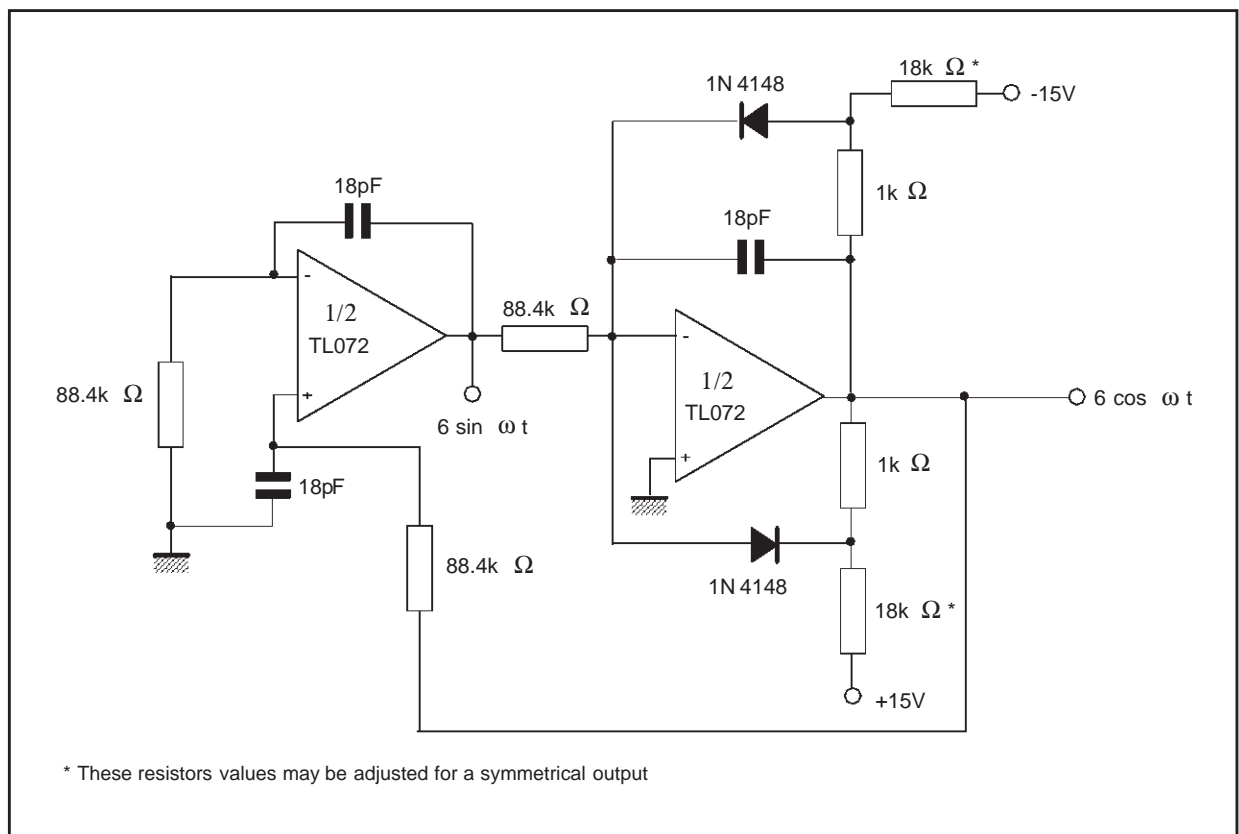 18k Ω *
1N 4148
-15V
18pF
1k Ω
18pF
-
1/2
TL072
88.4k Ω
-
1/2
TL072
88.4k Ω
+
6 sin ω t
6 cos ω t
+
1k Ω
18pF
88.4k Ω
1N 4148
18k Ω *
+15V
* These resistors values may be adjusted for a symmetrical output